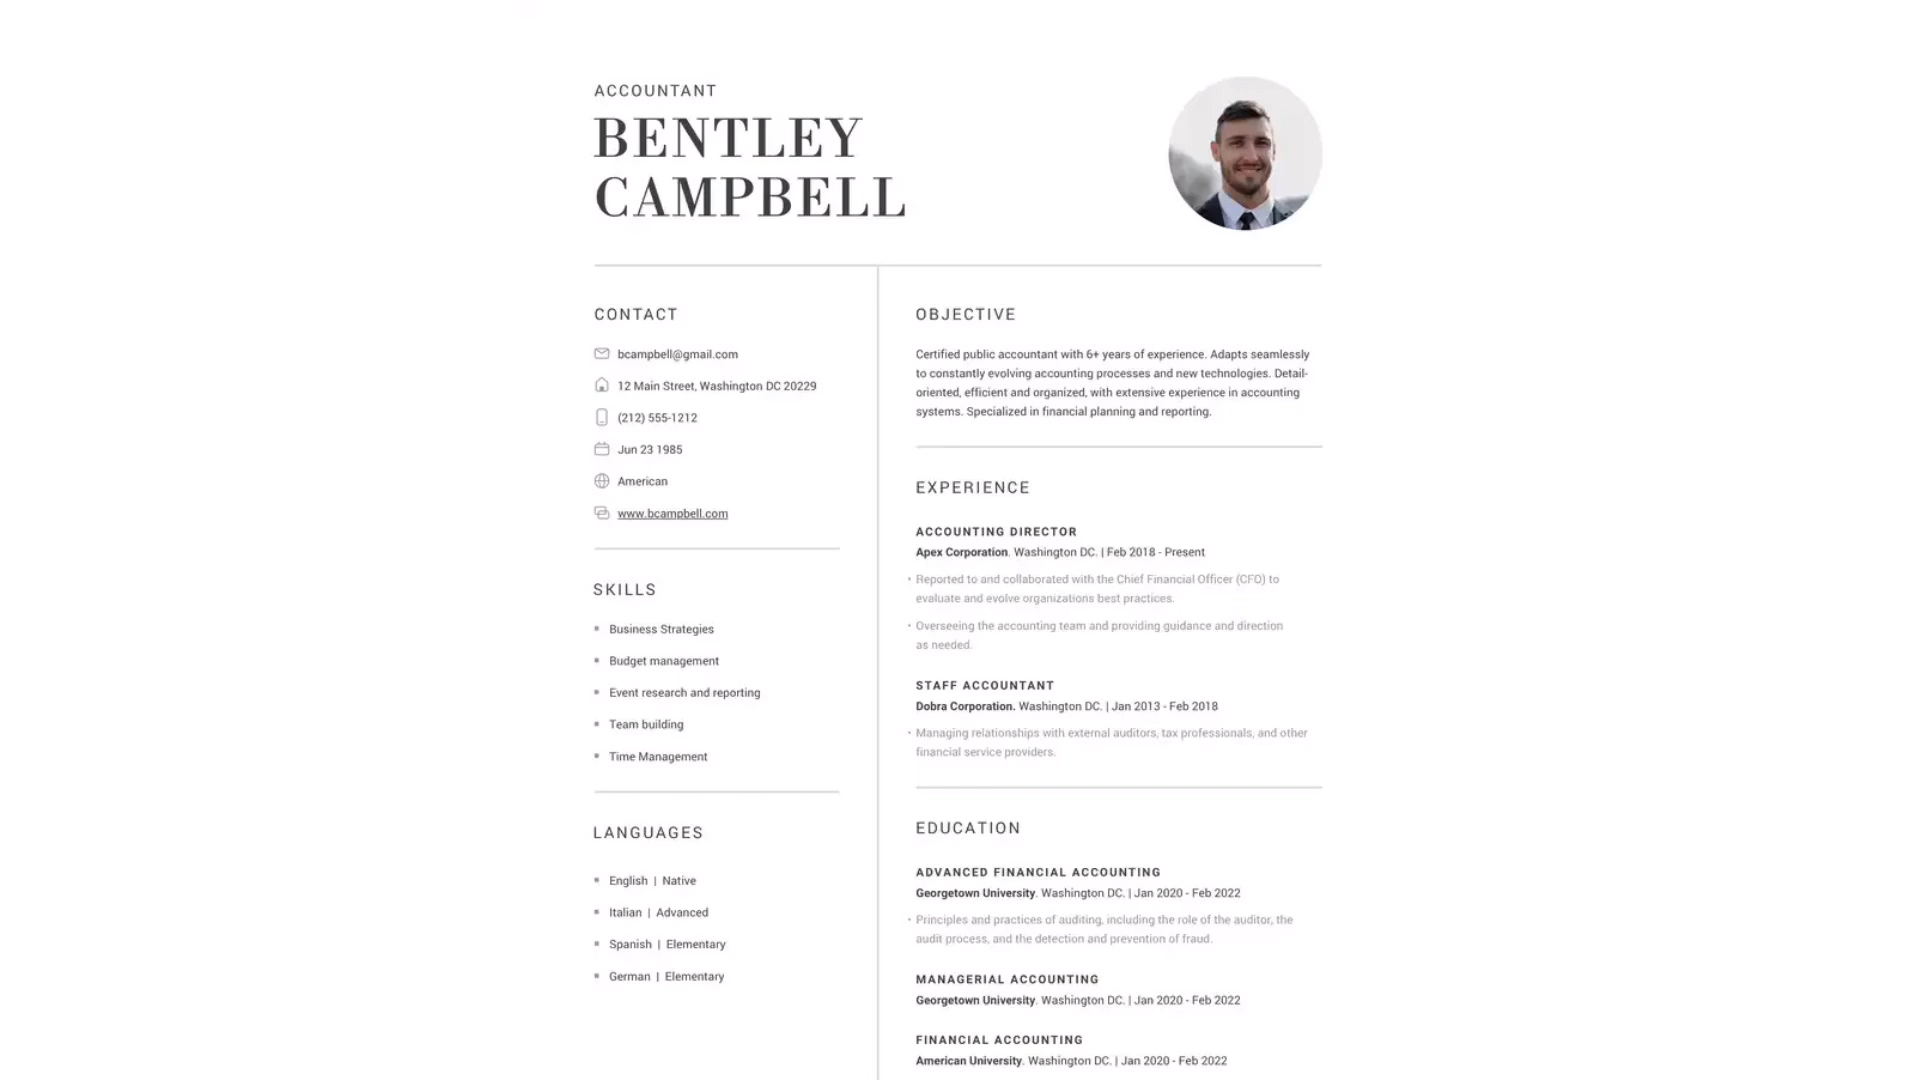 ACCOUNTANT
BENTLEY
CAMPBELL
CONTACT
bcampbell@gmail.com
12 Main Street, Washington DC 20229
(212) 555-1212
Jun 23 1985
American
www.bcampbell.com
SKILLS
Business Strategies
Budget management
Event research and reporting
Team building
Time Management
LANGUAGES
English | Native
Italian | Advanced
Spanish | Elementary
German | Elementary
OBJECTIVE
Certified public accountant with 6+ years of experience. Adapts seamlessly
to constantly evolving accounting processes and new technologies. Detail-
oriented, efficient and organized, with extensive experience in accounting
systems. Specialized in financial planning and reporting.
EXPERIENCE
ACCOUNTING DIRECTOR
Apex Corporation. Washington DC. | Feb 2018 - Present
• Reported to and collaborated with the Chief Financial Officer (CFO) to
evaluate and evolve organizations best practices.
• Overseeing the accounting team and providing guidance and direction
as needed.
STAFF ACCOUNTANT
Dobra Corporation. Washington DC. | Jan 2013 - Feb 2018
• Managing relationships with external auditors, tax professionals, and other
financial service providers.
EDUCATION
ADVANCED FINANCIAL ACCOUNTING
Georgetown University. Washington DC. | Jan 2020 - Feb 2022
• Principles and practices of auditing, including the role of the auditor, the
audit process, and the detection and prevention of fraud.
MANAGERIAL ACCOUNTING
Georgetown University. Washington DC. | Jan 2020 - Feb 2022
FINANCIAL ACCOUNTING
American University. Washington DC. | Jan 2020 - Feb 2022